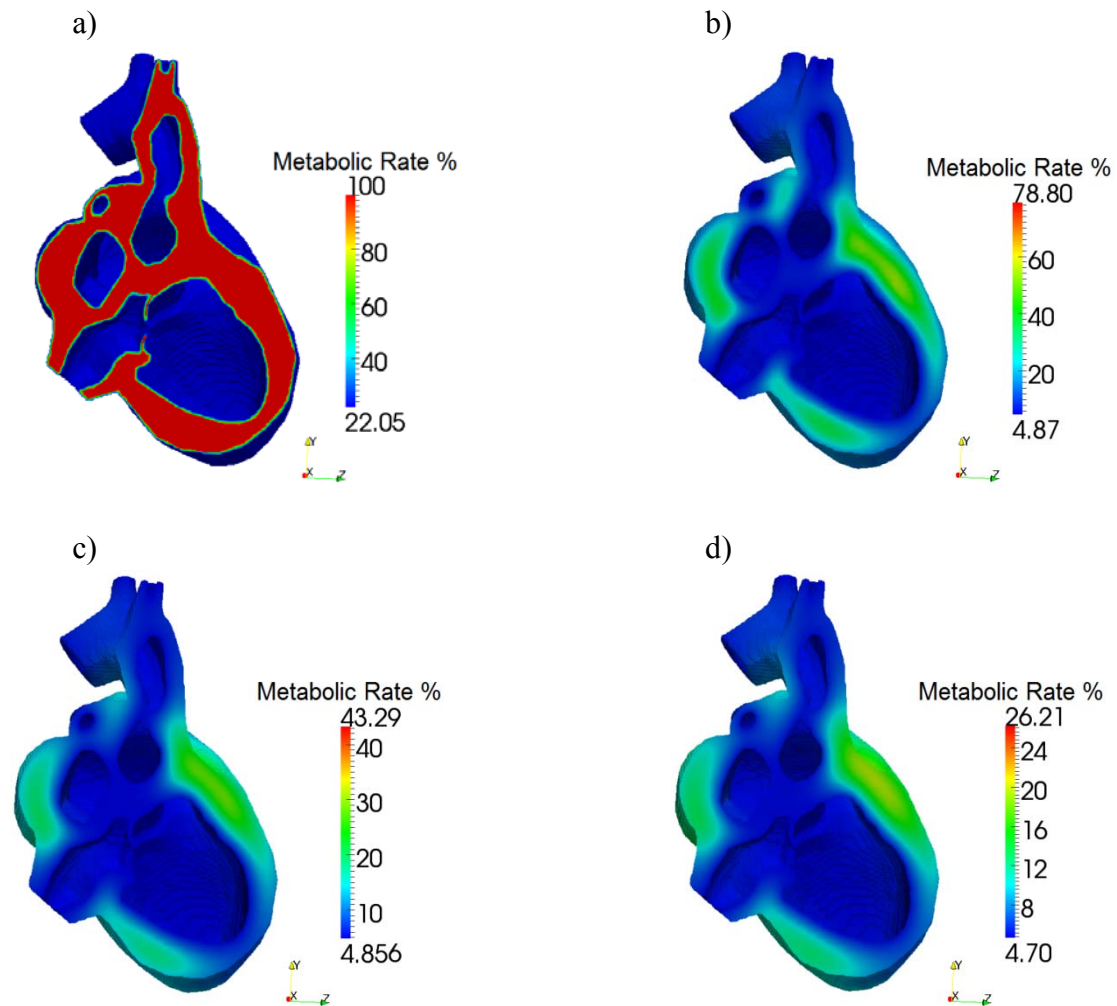 a)
Metabolic Rate %
100
80
60
40
22.05
Y
X
Z
b)
Metabolic Rate %
78.80
60
40
20
4.87
Y
X
Z
c)
Metabolic Rate %
43.29
40
30
20
10
4.856
Y
X
Z
d)
Metabolic Rate %
26.21
24
20
16
12
8
4.70
Y
X
Z